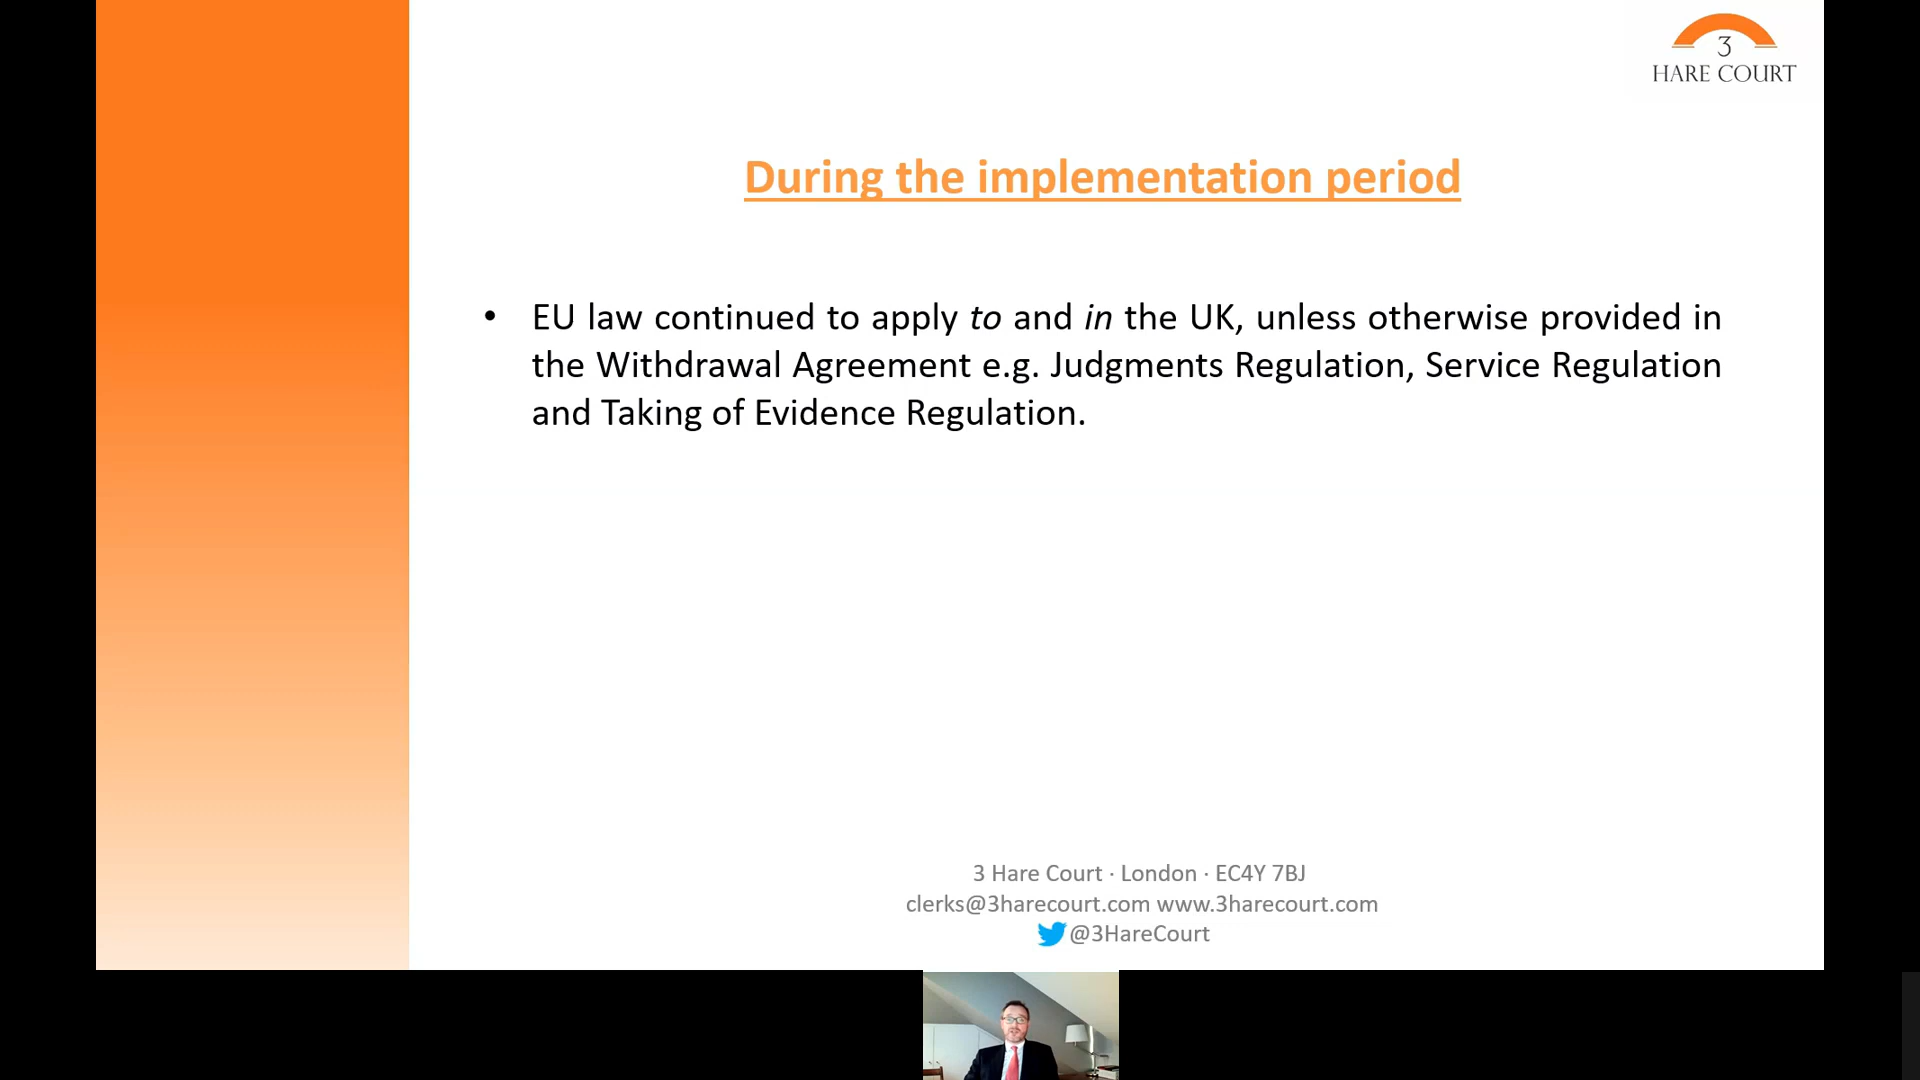 3
HARE COURT
During the implementation period
• EU law continued to apply to and in the UK, unless otherwise provided in
the Withdrawal Agreement e.g. Judgments Regulation, Service Regulation
and Taking of Evidence Regulation.
3 Hare Court · London · EC4Y 7BJ
clerks@3harecourt.com www.3harecourt.com
@3HareCourt